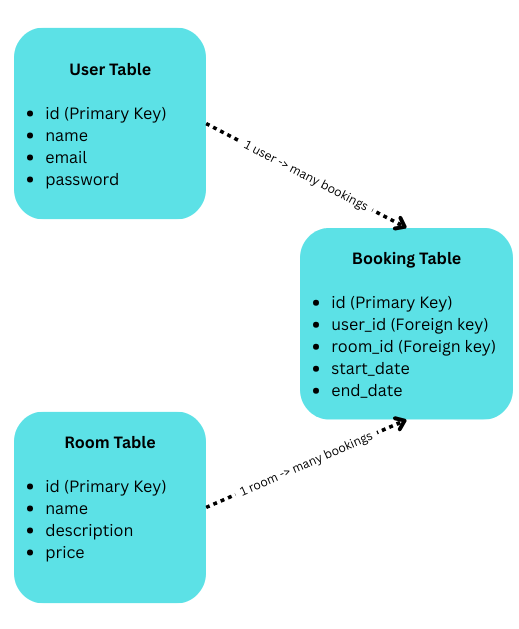 User Table
id (Primary Key)
name
email
password
1 user -> many bookings
Booking Table
id (Primary Key)
user_id (Foreign key)
room_id (Foreign key)
start_date
end_date
Room Table
id (Primary Key)
name
description
price
1 room -> many bookings